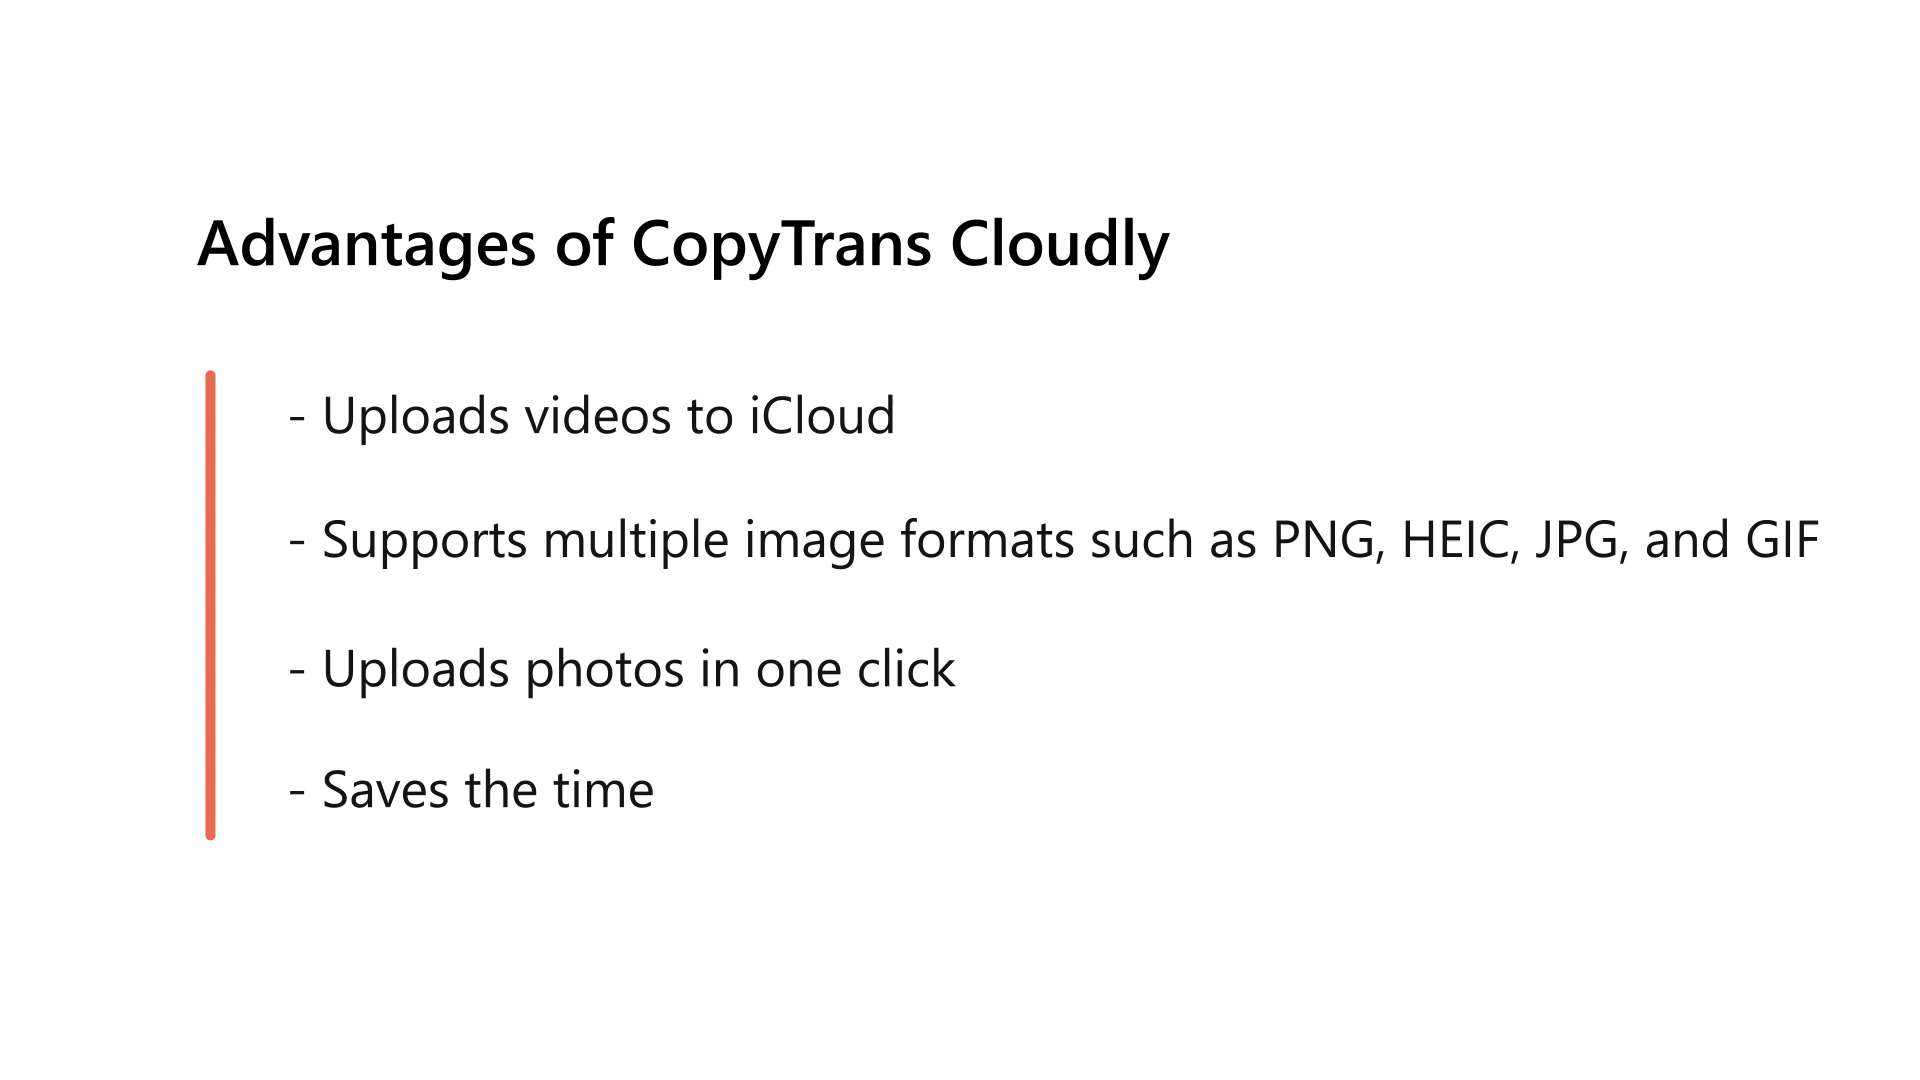 Advantages of CopyTrans Cloudly
- Uploads videos to iCloud
- Supports multiple image formats such as PNG, HEIC, JPG, and GIF
- Uploads photos in one click
- Saves the time